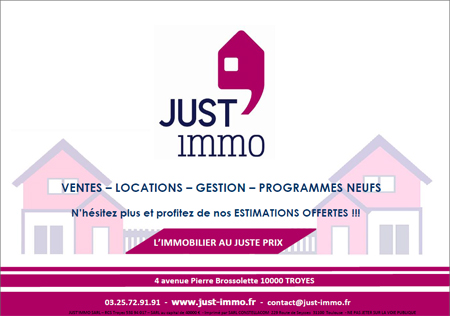 JUST'
immo
VENTES – LOCATIONS – GESTION – PROGRAMMES NEUFS
N'hésitez plus et profitez de nos ESTIMATIONS OFFERTES !!!
L'IMMOBILIER AU JUSTE PRIX
4 avenue Pierre Brossolette 10000 TROYES
03.25.72.91.91 - www.just-immo.fr - contact@just-immo.fr